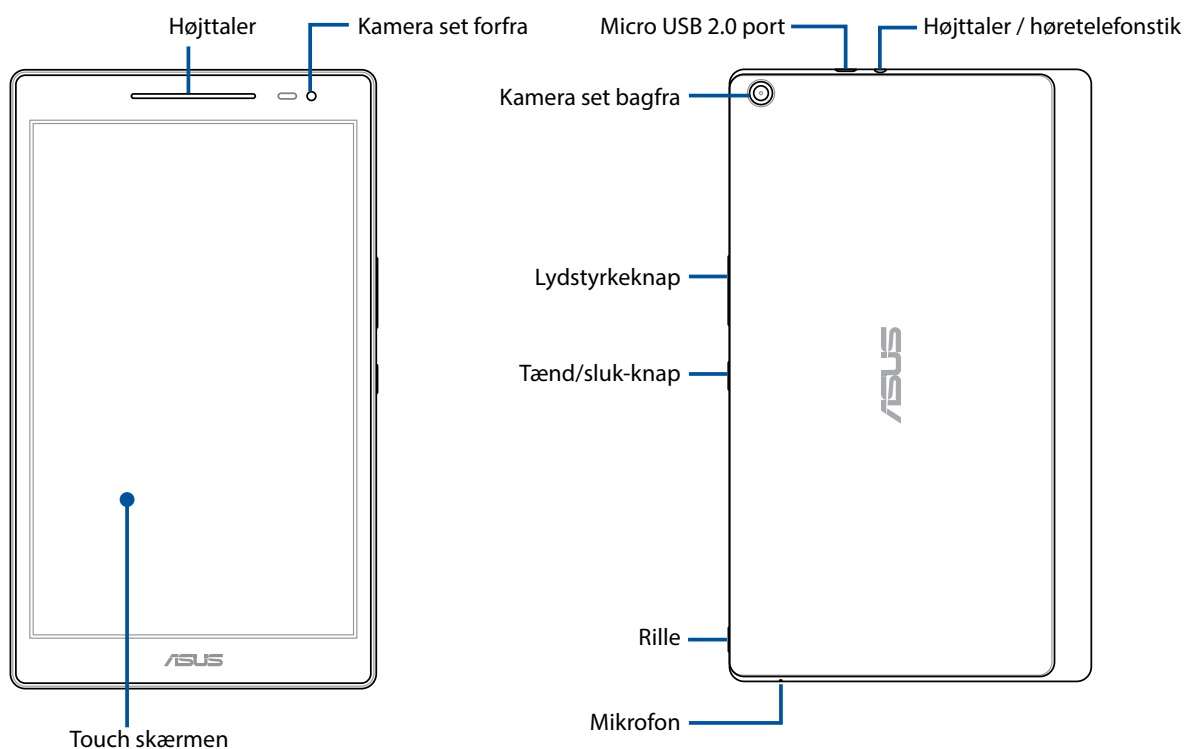 Højttaler
Kamera set forfra
Micro USB 2.0 port
Højttaler / høretelefonstik
Kamera set bagfra
Lydstyrkeknap
Tænd/sluk-knap
ASUS
Rille
ASUS
Mikrofon
Touch skærmen